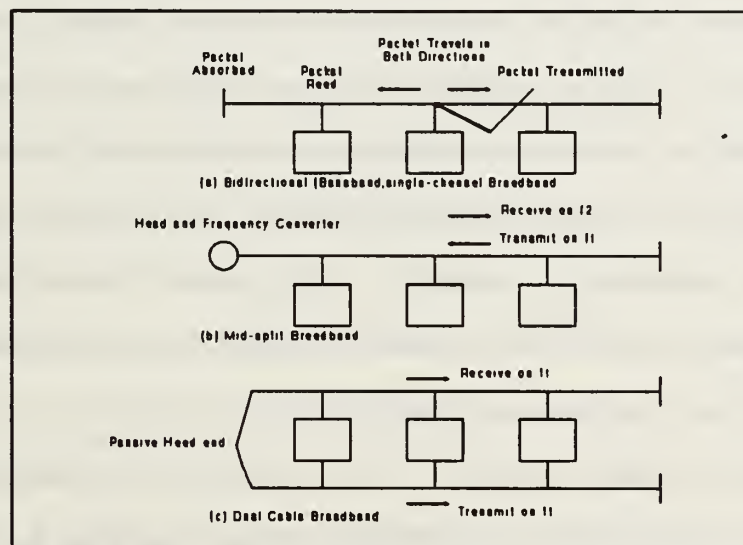 Packet Travels in
Both Directions
Packet
Absorbed
Packet
Read
Packet Transmitted
(a) Bidirectional (Baseband,single-channel Broadband
Receive on f2
Head end Frequency Converter
Transmit on f1
(b) Mid-split Broadband
Receive on f1
Passive Head end
(c) Dual Cable Broadband
Transmit on f1